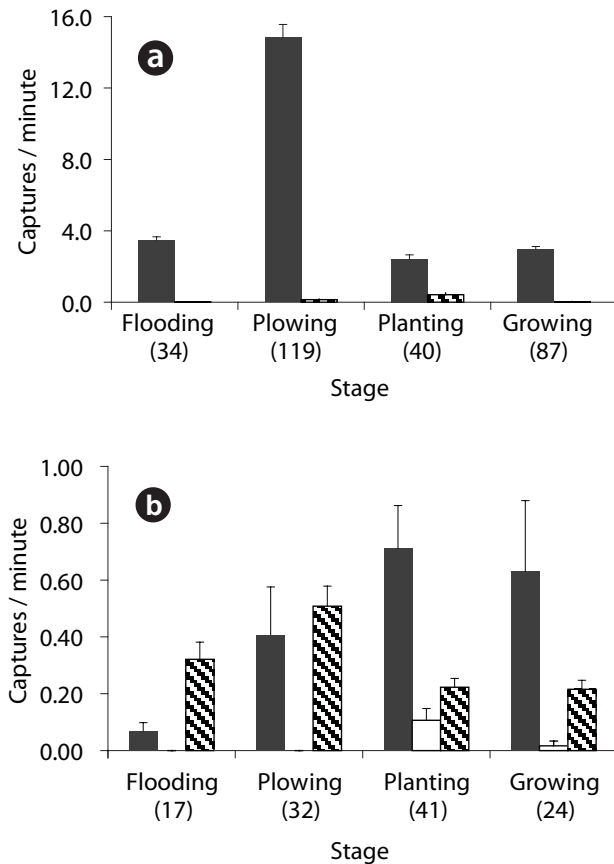 16.0
a
12.0
Captures / minute
8.0
4.0
0.0
Flooding Plowing Planting Growing
(34) (119) (40) (87)
Stage
1.00
b
0.80
Captures / minute
0.60
0.40
0.20
0.00
Flooding Plowing Planting Growing
(17) (32) (41) (24)
Stage